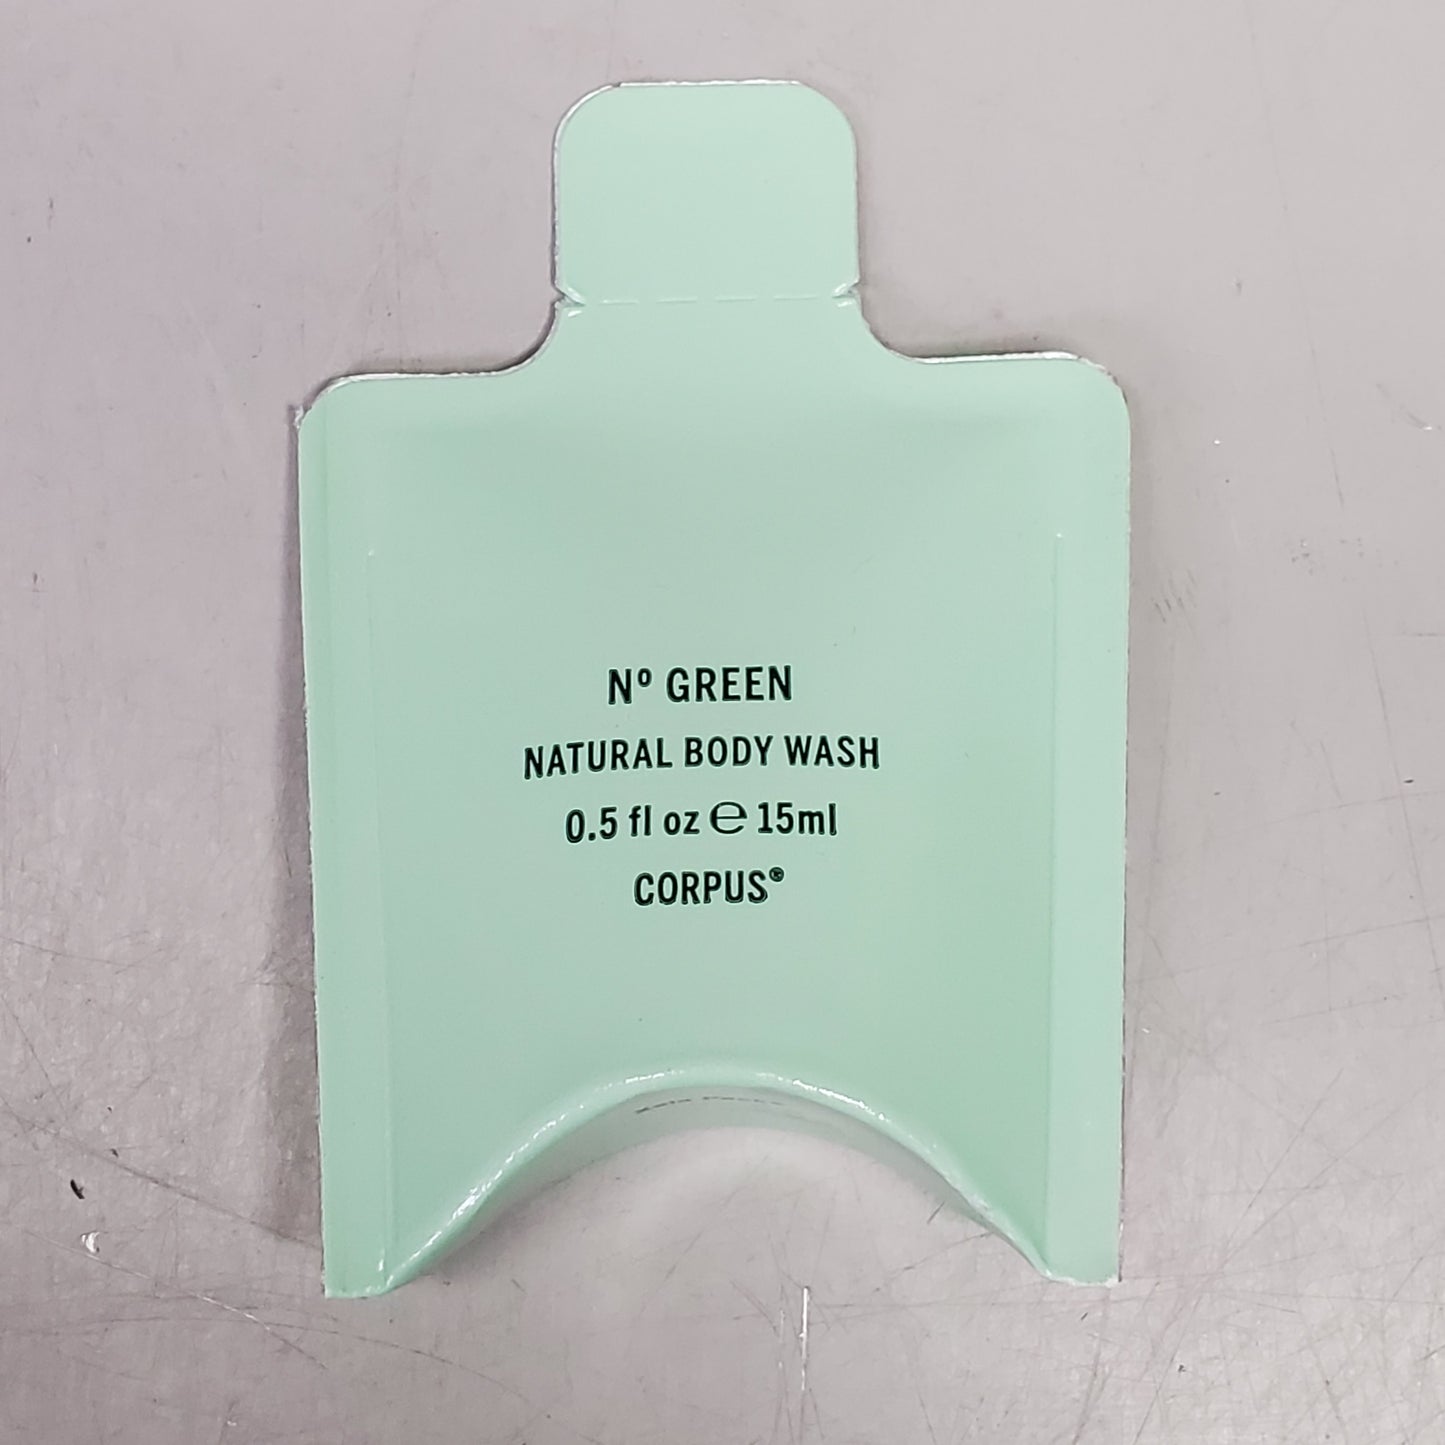 Nº GREEN
NATURAL BODY WASH
0.5 fl oz ℮ 15ml
CORPUS®